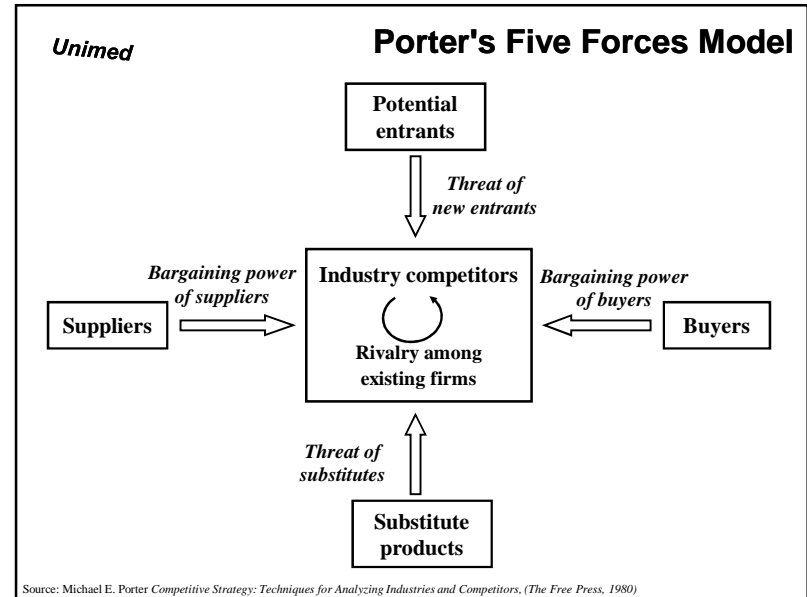 Unimed
Porter's Five Forces Model
Potential
entrants
Threat of
new entrants
Bargaining power
of suppliers
Industry competitors
Bargaining power
of buyers
Suppliers
Buyers
Rivalry among
existing firms
Threat of
substitutes
Substitute
products
Source: Michael E. Porter Competitive Strategy: Techniques for Analyzing Industries and Competitors, (The Free Press, 1980)